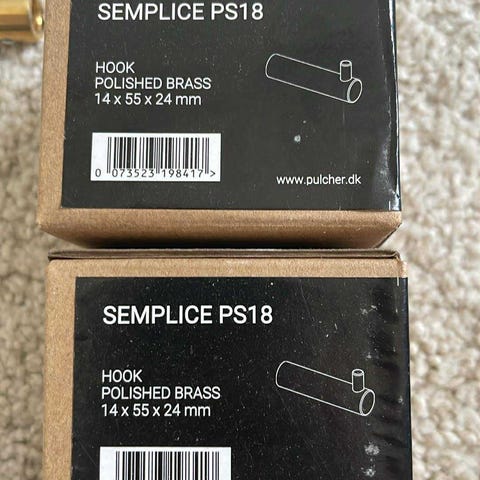 SEMPLICE PS18
HOOK
POLISHED BRASS
14 x 55 x 24 mm
0 073523 198417 >
www.pulcher.dk
SEMPLICE PS18
HOOK
POLISHED BRASS
14 x 55 x 24 mm